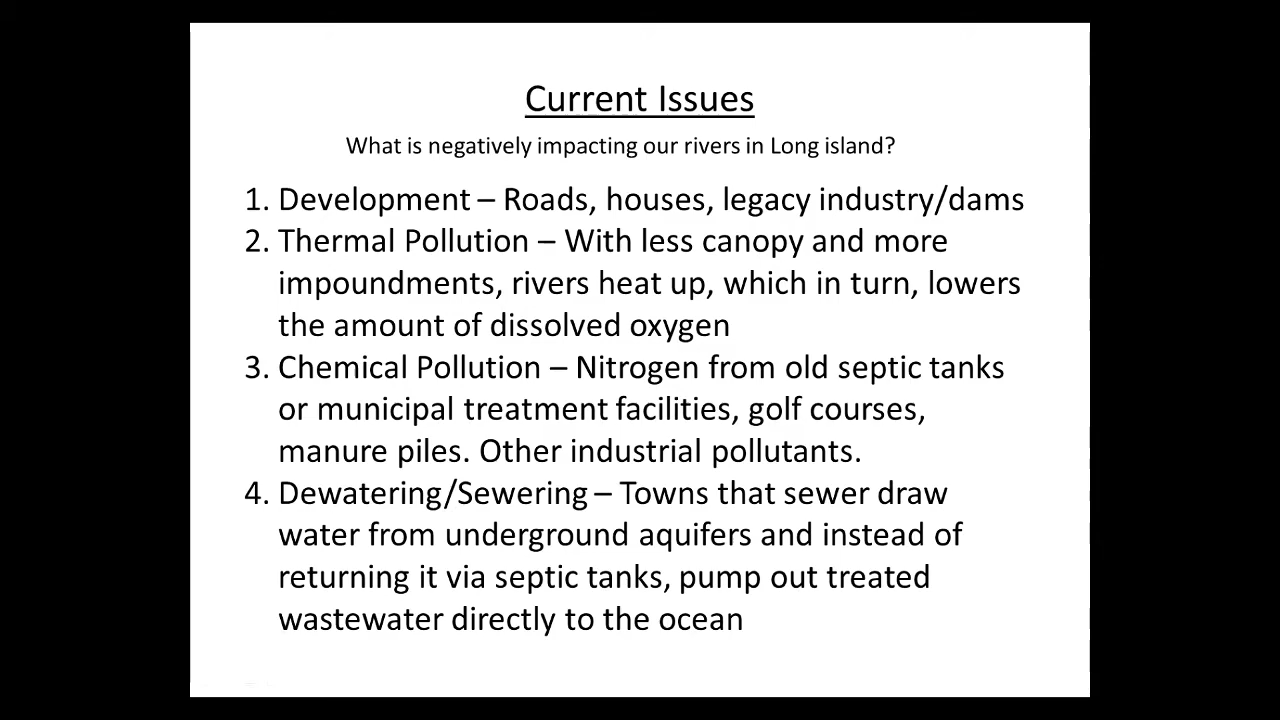 Current Issues
What is negatively impacting our rivers in Long island?
1. Development – Roads, houses, legacy industry/dams
2. Thermal Pollution – With less canopy and more
impoundments, rivers heat up, which in turn, lowers
the amount of dissolved oxygen
3. Chemical Pollution – Nitrogen from old septic tanks
or municipal treatment facilities, golf courses,
manure piles. Other industrial pollutants.
4. Dewatering/Sewering – Towns that sewer draw
water from underground aquifers and instead of
returning it via septic tanks, pump out treated
wastewater directly to the ocean